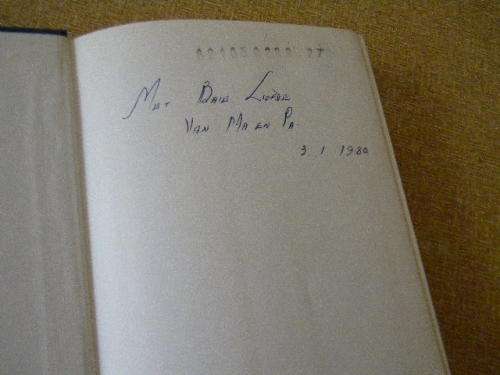 Met Baie Liefde
Van Ma en Pa.
3 1 1980